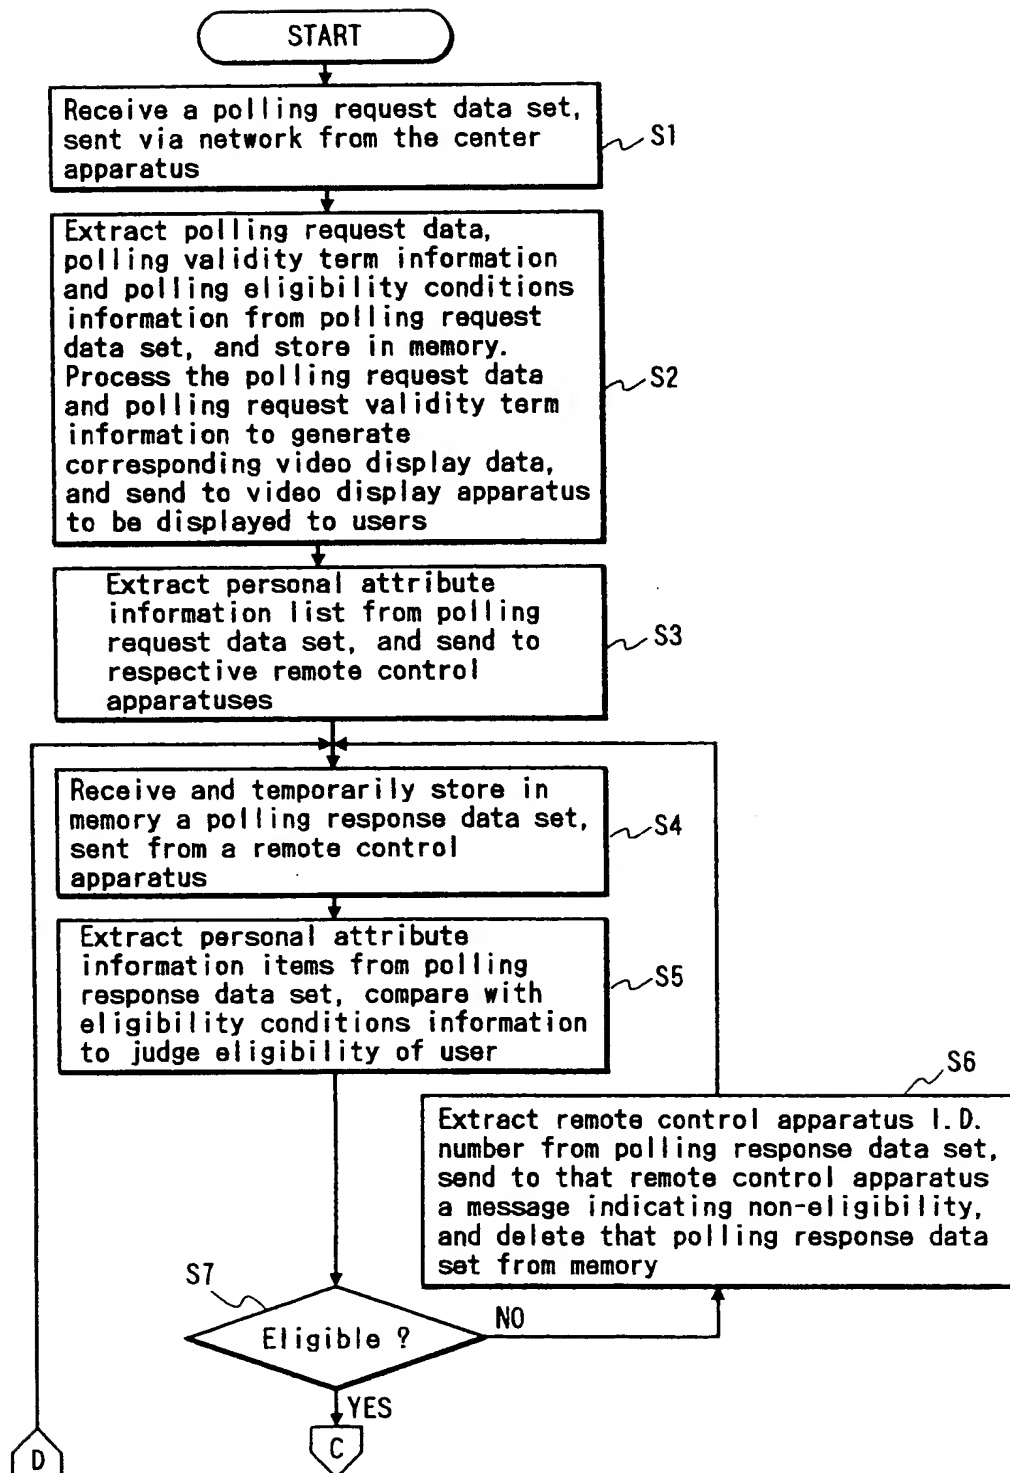 START
Receive a polling request data set,
sent via network from the center
apparatus
S1
Extract polling request data,
polling validity term information
and polling eligibility conditions
information from polling request
data set, and store in memory.
Process the polling request data
and polling request validity term
information to generate
corresponding video display data,
and send to video display apparatus
to be displayed to users
S2
Extract personal attribute
information list from polling
request data set, and send to
respective remote control
apparatuses
S3
Receive and temporarily store in
memory a polling response data set,
sent from a remote control
apparatus
S4
Extract personal attribute
information items from polling
response data set, compare with
eligibility conditions information
to judge eligibility of user
S5
S6
Extract remote control apparatus I.D.
number from polling response data set,
send to that remote control apparatus
a message indicating non-eligibility,
and delete that polling response data
set from memory
S7
Eligible ?
NO
YES
C
D